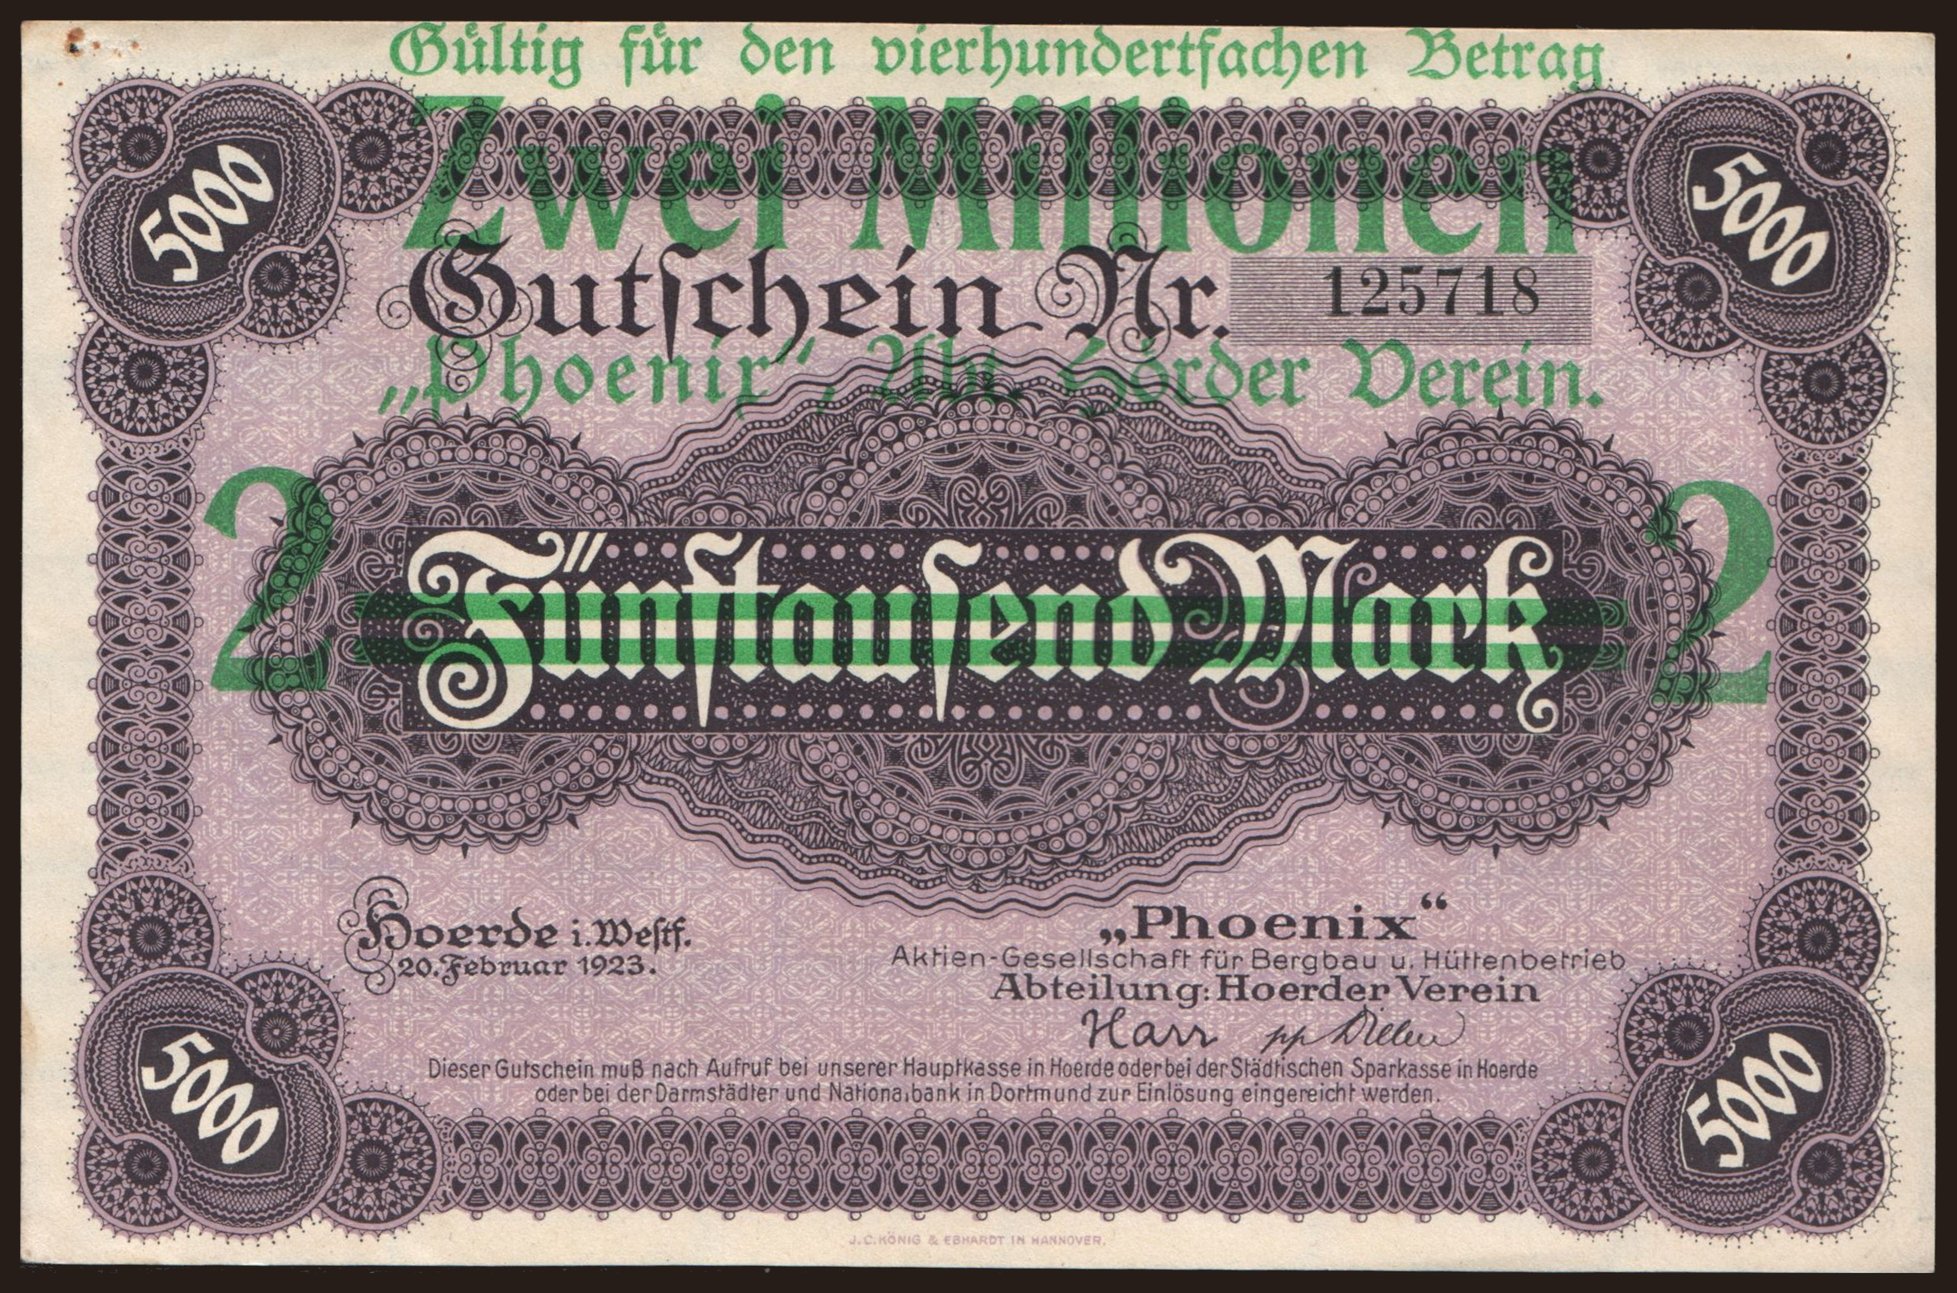 Gültig für den vierhundertfachen Betrag
5000
Zwei Millionen
5000
Gutschein Nr. 125718
„Phoenix“, Abt. Hörder Verein.
2
Fünftausend Mark
2
Hoerde i. Westf.
20. Februar 1923.
„Phoenix“
Aktien-Gesellschaft für Bergbau u. Hüttenbetrieb
Abteilung: Hoerder Verein
Harr pp Dillen
Dieser Gutschein muß nach Aufruf bei unserer Hauptkasse in Hoerde oder bei der Städtischen Sparkasse in Hoerde
oder bei der Darmstädter und Nationalbank in Dortmund zur Einlösung eingereicht werden.
5000
5000
J. C. KÖNIG & EBHARDT IN HANNOVER.